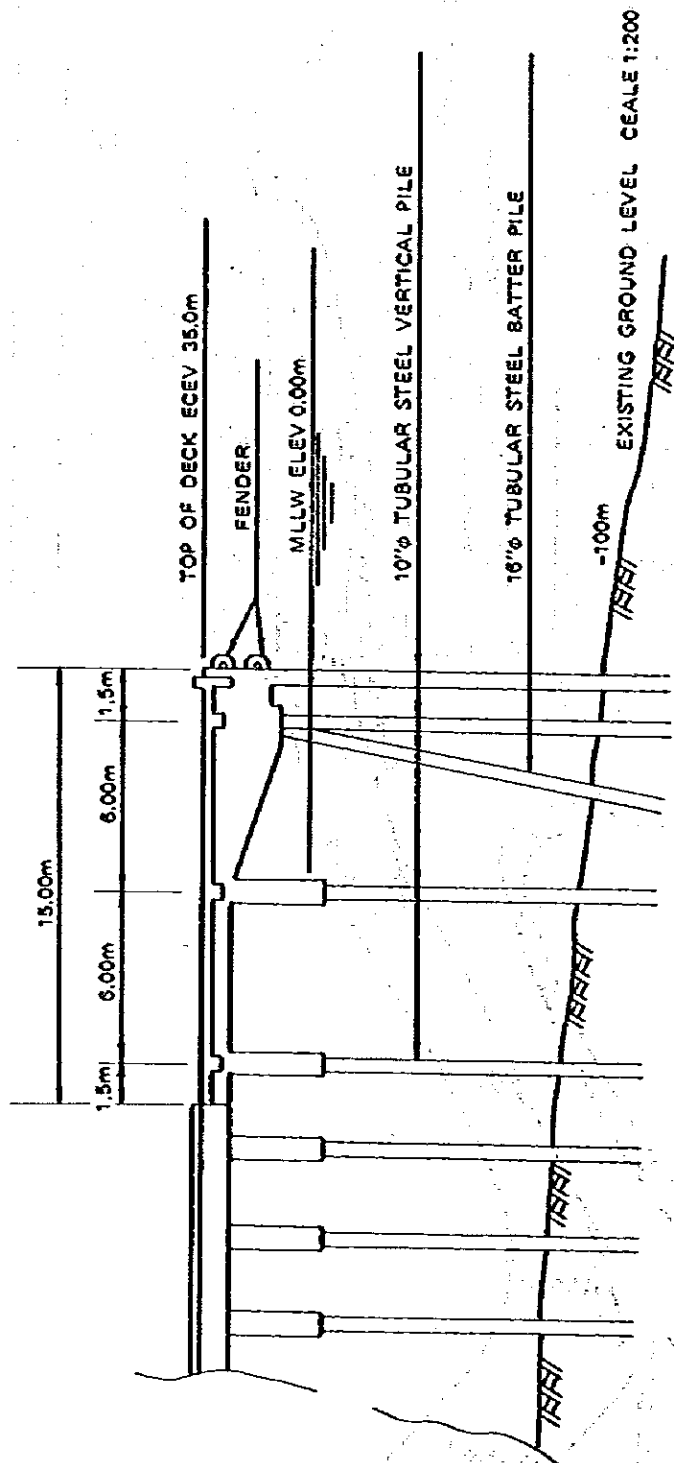 15.00m
1.5m
6.00m
6.00m
1.5m
TOP OF DECK ECEV 35.0m
FENDER
MLLW ELEV 0.00m
10"φ TUBULAR STEEL VERTICAL PILE
16"φ TUBULAR STEEL BATTER PILE
-100m
EXISTING GROUND LEVEL CEALE 1:200